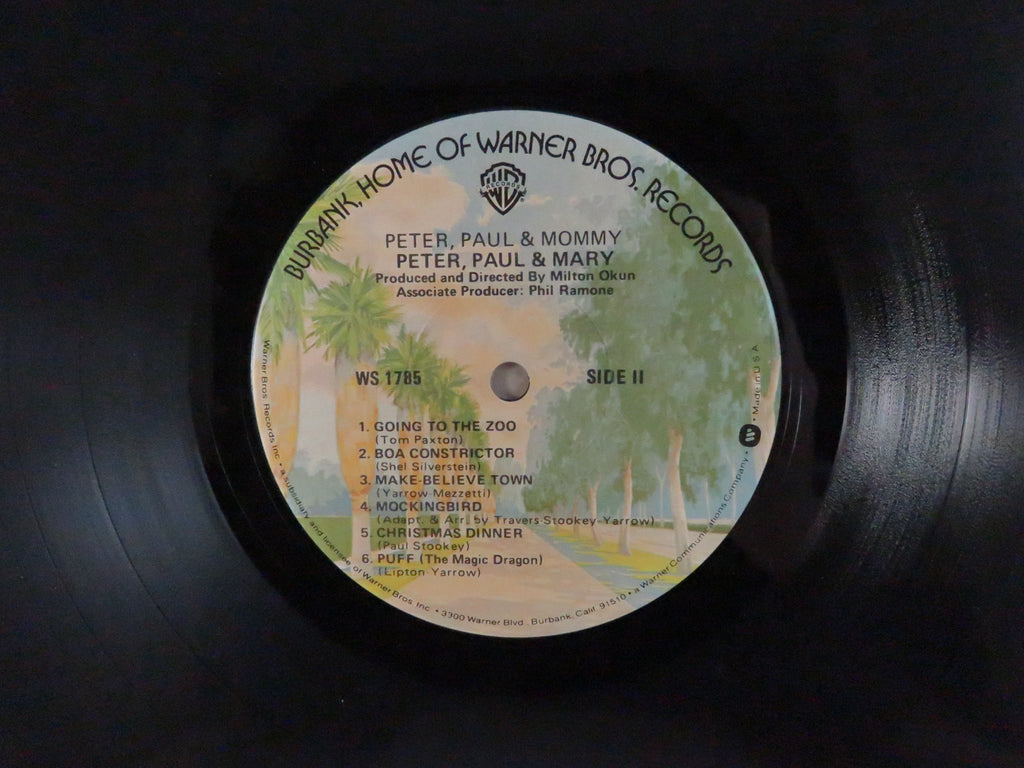 BURBANK, HOME OF WARNER BROS. RECORDS
RECORDS
PETER, PAUL & MOMMY
PETER, PAUL & MARY
Produced and Directed By Milton Okun
Associate Producer: Phil Ramone
WS 1785
SIDE II
1. GOING TO THE ZOO
(Tom Paxton)
2. BOA CONSTRICTOR
(Shel Silverstein)
3. MAKE-BELIEVE TOWN
(Yarrow-Mezzetti)
4. MOCKINGBIRD
(Adapt. & Arr. by Travers-Stookey-Yarrow)
5. CHRISTMAS DINNER
(Paul Stookey)
6. PUFF (The Magic Dragon)
(Lipton-Yarrow)
Warner Bros. Records Inc. • a subsidiary and licensee of Warner Bros. Inc. • 3300 Warner Blvd., Burbank, Calif. 91510 • a Warner Communications Company • Made in U S A